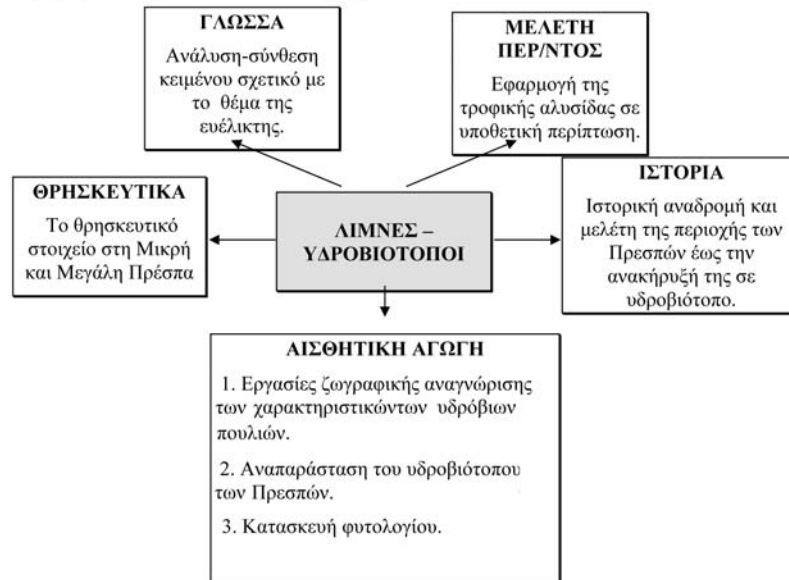 ΓΛΩΣΣΑ
Ανάλυση-σύνθεση
κειμένου σχετικό με
το θέμα της
ευέλικτης.
ΜΕΛΕΤΗ
ΠΕΡ/ΝΤΟΣ
Εφαρμογή της
τροφικής αλυσίδας σε
υποθετική περίπτωση.
ΘΡΗΣΚΕΥΤΙΚΑ
Το θρησκευτικό
στοιχείο στη Μικρή
και Μεγάλη Πρέσπα
ΛΙΜΝΕΣ –
ΥΔΡΟΒΙΟΤΟΠΟΙ
ΙΣΤΟΡΙΑ
Ιστορική αναδρομή και
μελέτη της περιοχής των
Πρεσπών έως την
ανακήρυξή της σε
υδροβιότοπο.
ΑΙΣΘΗΤΙΚΗ ΑΓΩΓΗ
1. Εργασίες ζωγραφικής αναγνώρισης
των χαρακτηριστικώντων υδρόβιων
πουλιών.
2. Αναπαράσταση του υδροβιότοπου
των Πρεσπών.
3. Κατασκευή φυτολογίου.